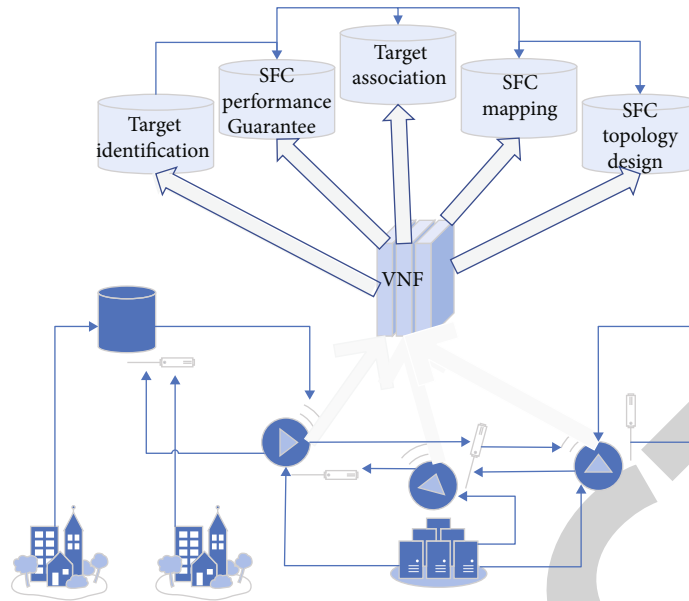 Target
identification
SFC
performance
Guarantee
Target
association
SFC
mapping
SFC
topology
design
VNF